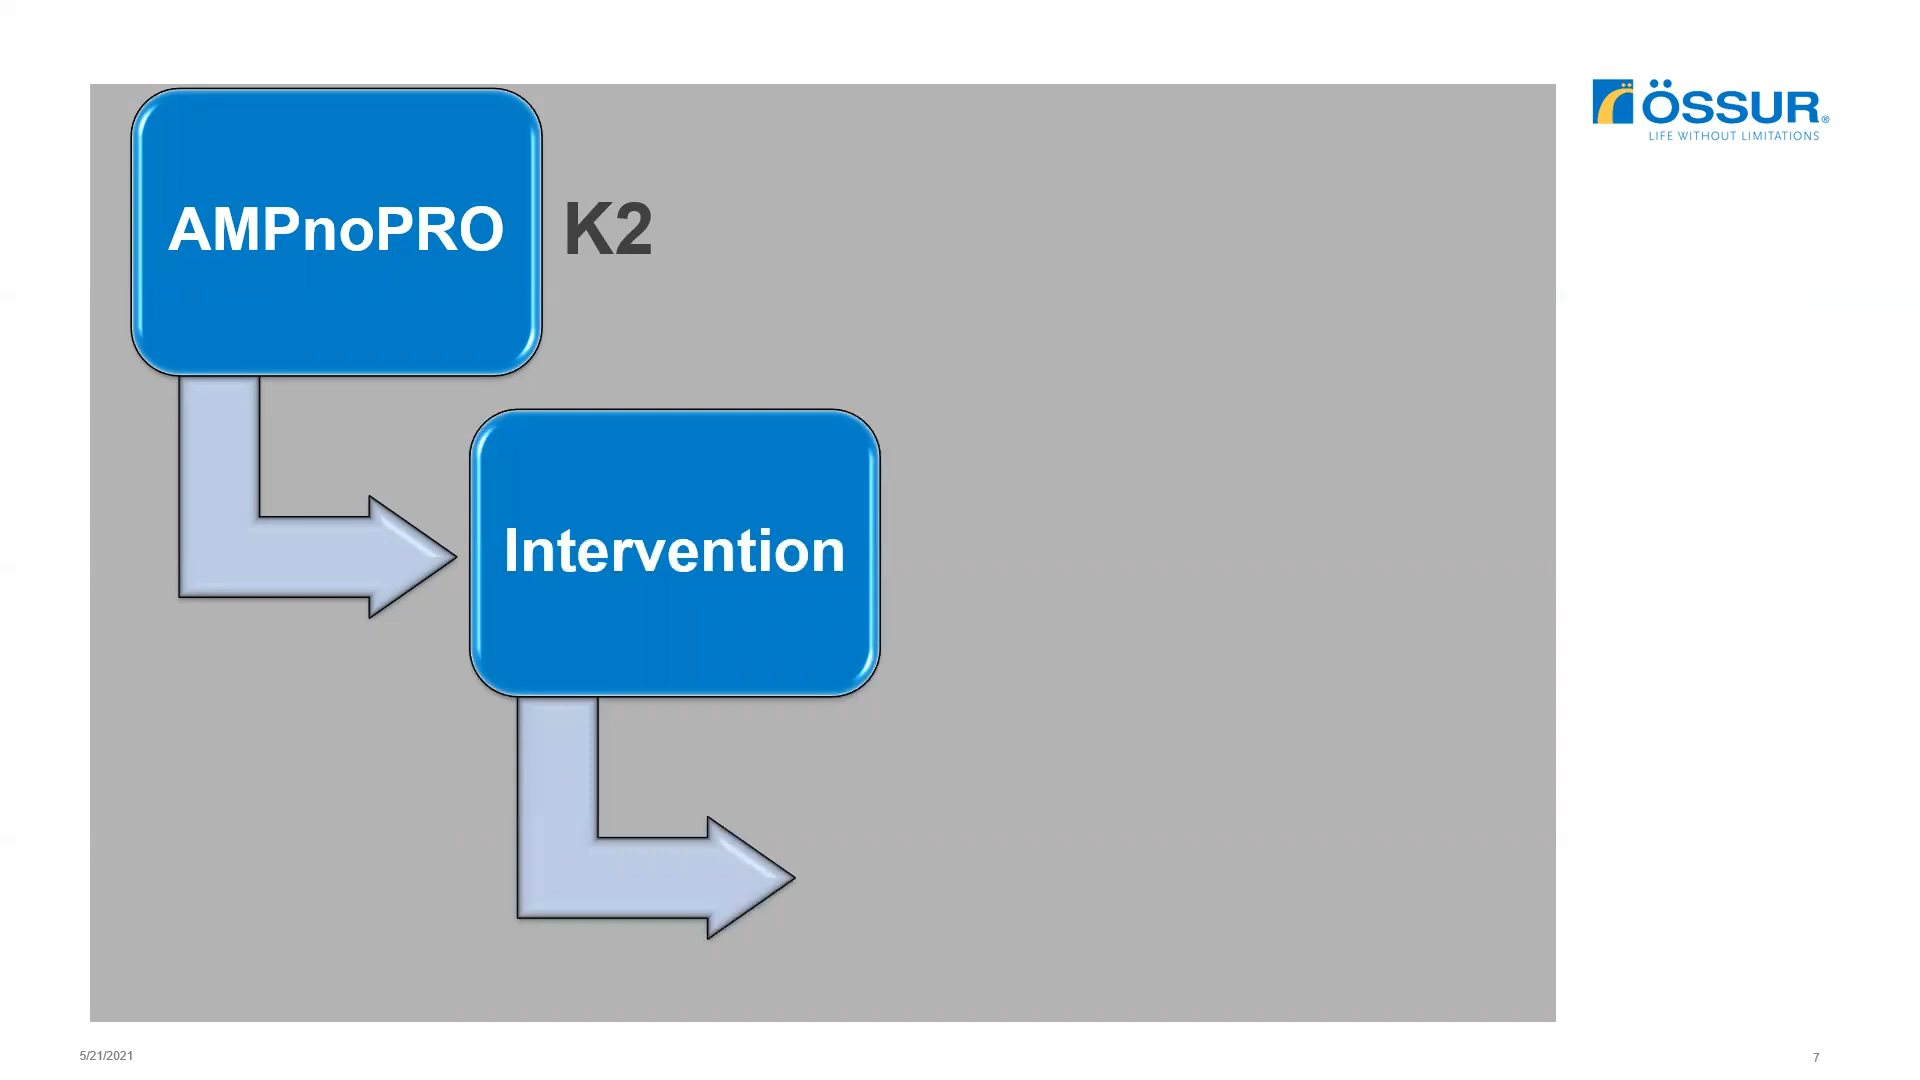 ÖSSUR®
LIFE WITHOUT LIMITATIONS
AMPnoPRO
K2
Intervention
5/21/2021
7